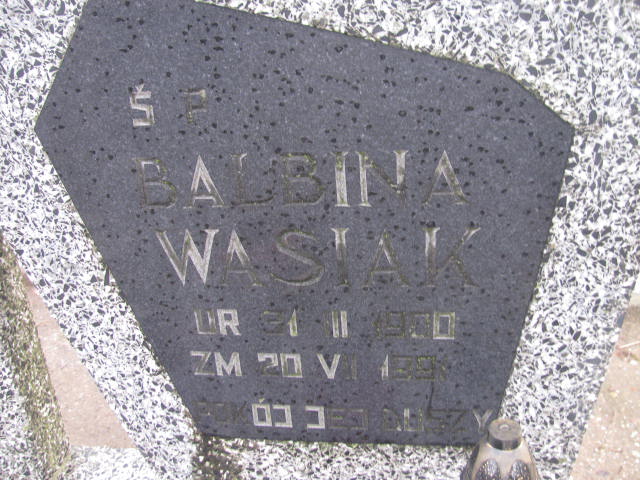 Ś P
BALBINA
WASIAK
UR 21 II 1900
ZM 20 VI
POKÓJ JEJ DUSZY